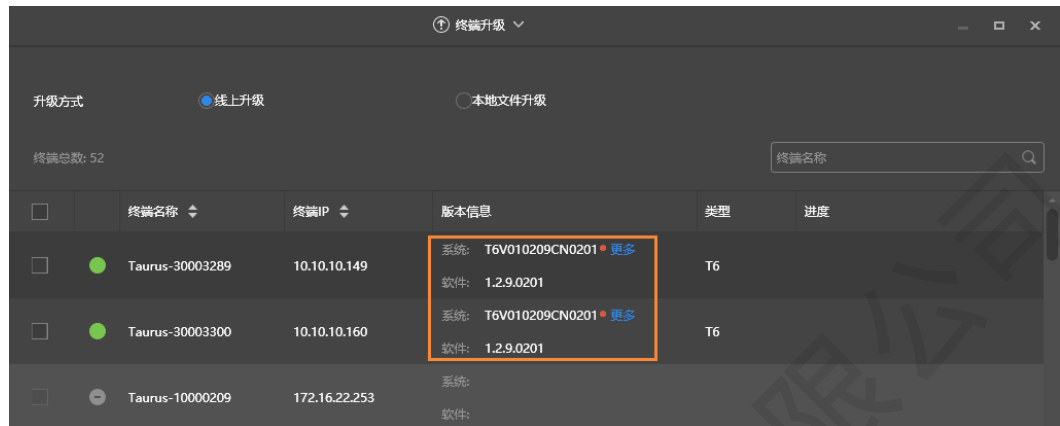 终端升级
升级方式 线上升级 本地文件升级
终端总数: 52 终端名称
终端名称 终端IP 版本信息 类型 进度
系统: T6V010209CN0201 更多
Taurus-30003289 10.10.10.149 T6
软件: 1.2.9.0201
系统: T6V010209CN0201 更多
Taurus-30003300 10.10.10.160 T6
软件: 1.2.9.0201
系统:
Taurus-10000209 172.16.22.253
软件:
限公司